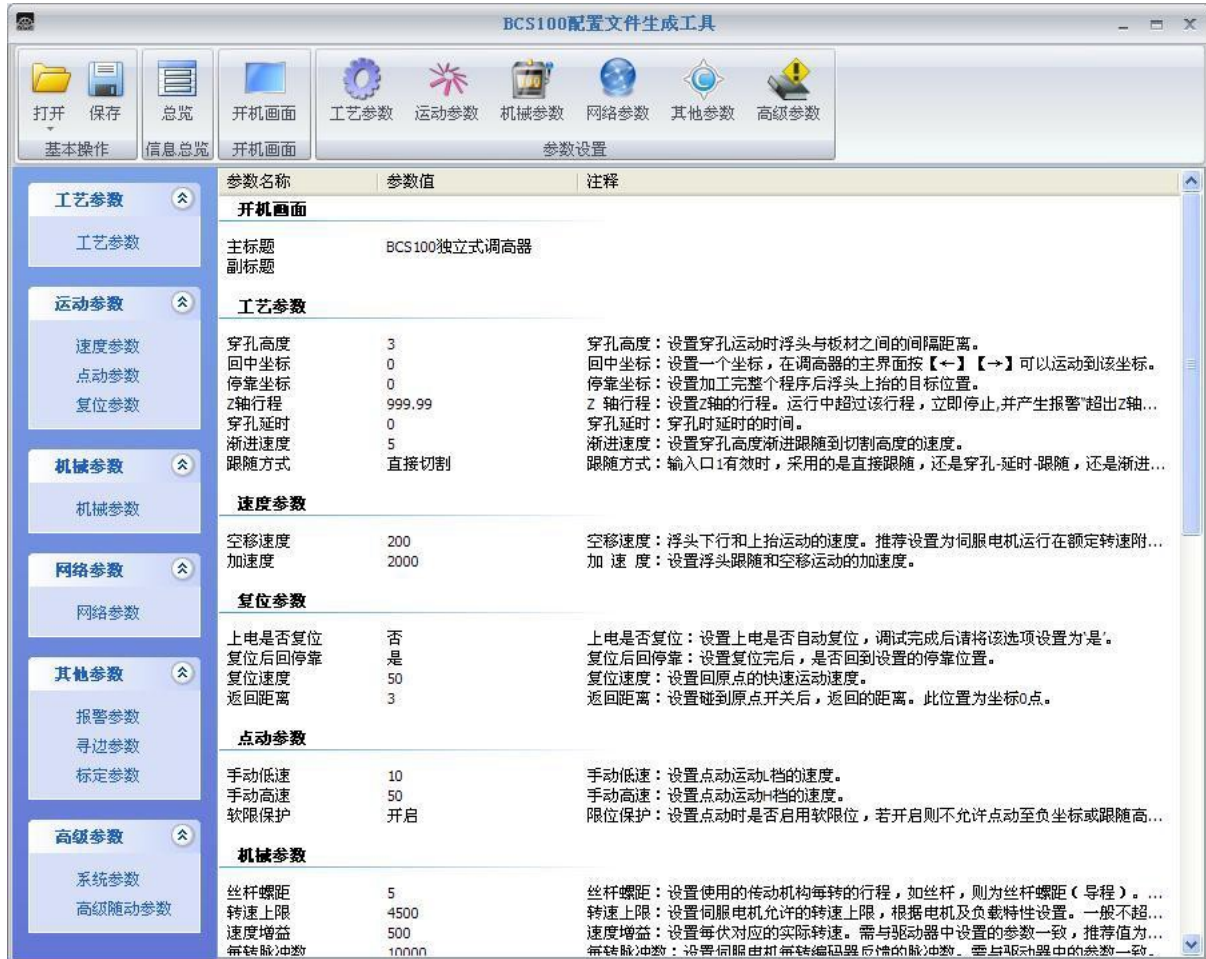 BCS100配置文件生成工具
打开 保存 总览 开机画面 工艺参数 运动参数 机械参数 网络参数 其他参数 高级参数
基本操作 信息总览 开机画面 参数设置
工艺参数
工艺参数
运动参数
速度参数
点动参数
复位参数
机械参数
机械参数
网络参数
网络参数
其他参数
报警参数
寻边参数
标定参数
高级参数
系统参数
高级随动参数
参数名称 参数值 注释
开机画面
主标题 BCS100独立式调高器
副标题
工艺参数
穿孔高度 3 穿孔高度：设置穿孔运动时浮头与板材之间的间隔距离。
回中坐标 0 回中坐标：设置一个坐标，在调高器的主界面按【←】【→】可以运动到该坐标。
停靠坐标 0 停靠坐标：设置加工完整个程序后浮头上抬的目标位置。
Z轴行程 999.99 Z 轴行程：设置Z轴的行程。运行中超过该行程，立即停止,并产生报警"超出Z轴...
穿孔延时 0 穿孔延时：穿孔时延时的时间。
渐进速度 5 渐进速度：设置穿孔高度渐进跟随到切割高度的速度。
跟随方式 直接切割 跟随方式：输入口1有效时，采用的是直接跟随，还是穿孔-延时-跟随，还是渐进...
速度参数
空移速度 200 空移速度：浮头下行和上抬运动的速度。推荐设置为伺服电机运行在额定转速附...
加速度 2000 加 速 度：设置浮头跟随和空移运动的加速度。
复位参数
上电是否复位 否 上电是否复位：设置上电是否自动复位，调试完成后请将该选项设置为'是'。
复位后回停靠 是 复位后回停靠：设置复位完后，是否回到设置的停靠位置。
复位速度 50 复位速度：设置回原点的快速运动速度。
返回距离 3 返回距离：设置碰到原点开关后，返回的距离。此位置为坐标0点。
点动参数
手动低速 10 手动低速：设置点动运动L档的速度。
手动高速 50 手动高速：设置点动运动H档的速度。
软限保护 开启 限位保护：设置点动时是否启用软限位，若开启则不允许点动至负坐标或跟随高...
机械参数
丝杆螺距 5 丝杆螺距：设置使用的传动机构每转的行程，如丝杆，则为丝杆螺距（导程）。...
转速上限 4500 转速上限：设置伺服电机允许的转速上限，根据电机及负载特性设置。一般不超...
速度增益 500 速度增益：设置每伏对应的实际转速。需与驱动器中设置的参数一致，推荐值为...
每转脉冲数 10000 每转脉冲数：设置伺服电机每转编码器反馈的脉冲数。需与驱动器中的参数一致。